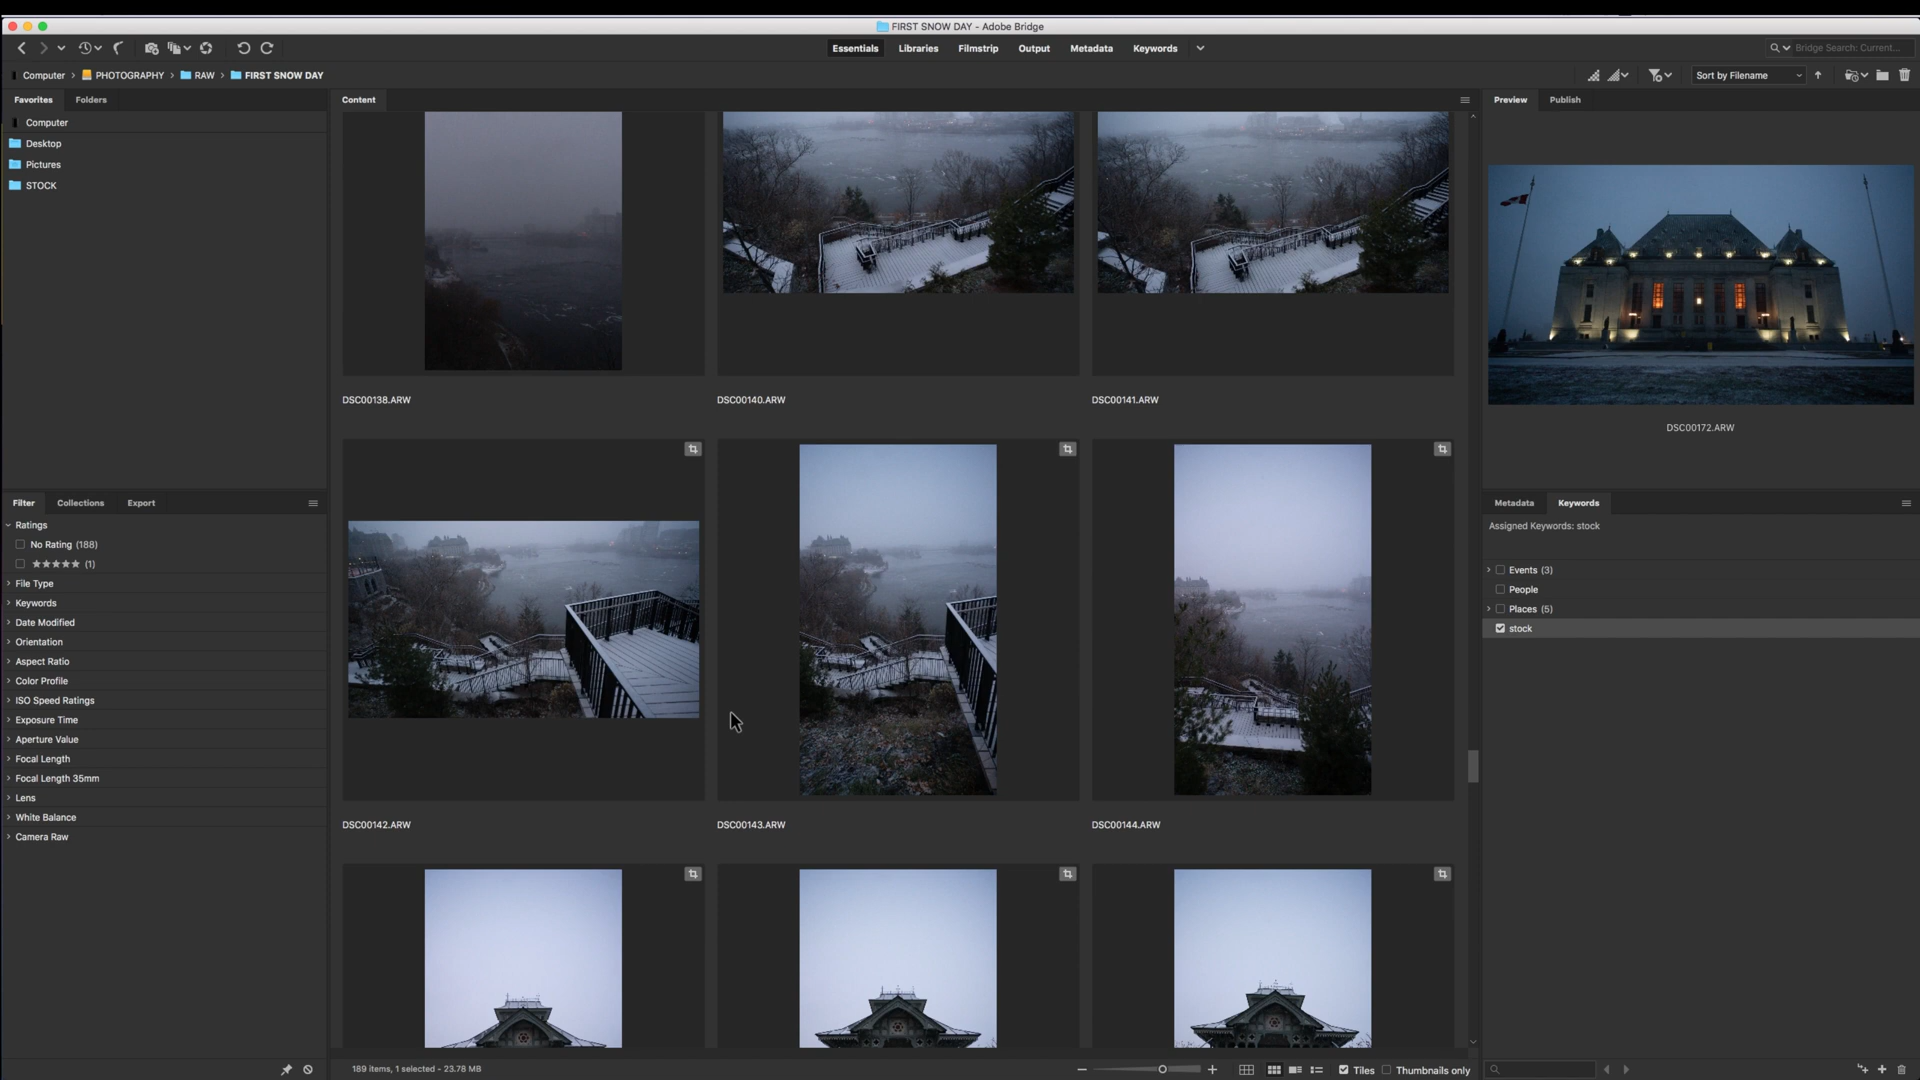 FIRST SNOW DAY - Adobe Bridge
Essentials Libraries Filmstrip Output Metadata Keywords
Bridge Search: Current...
Computer PHOTOGRAPHY RAW FIRST SNOW DAY
Sort by Filename
Favorites Folders
Computer
Desktop
Pictures
STOCK
Filter Collections Export
Ratings
No Rating (188)
★★★★★ (1)
File Type
Keywords
Date Modified
Orientation
Aspect Ratio
Color Profile
ISO Speed Ratings
Exposure Time
Aperture Value
Focal Length
Focal Length 35mm
Lens
White Balance
Camera Raw
Content
DSC00138.ARW DSC00140.ARW DSC00141.ARW
DSC00142.ARW DSC00143.ARW DSC00144.ARW
189 items, 1 selected - 23.78 MB
Tiles Thumbnails only
Preview Publish
DSC00172.ARW
Metadata Keywords
Assigned Keywords: stock
Events (3)
People
Places (5)
stock